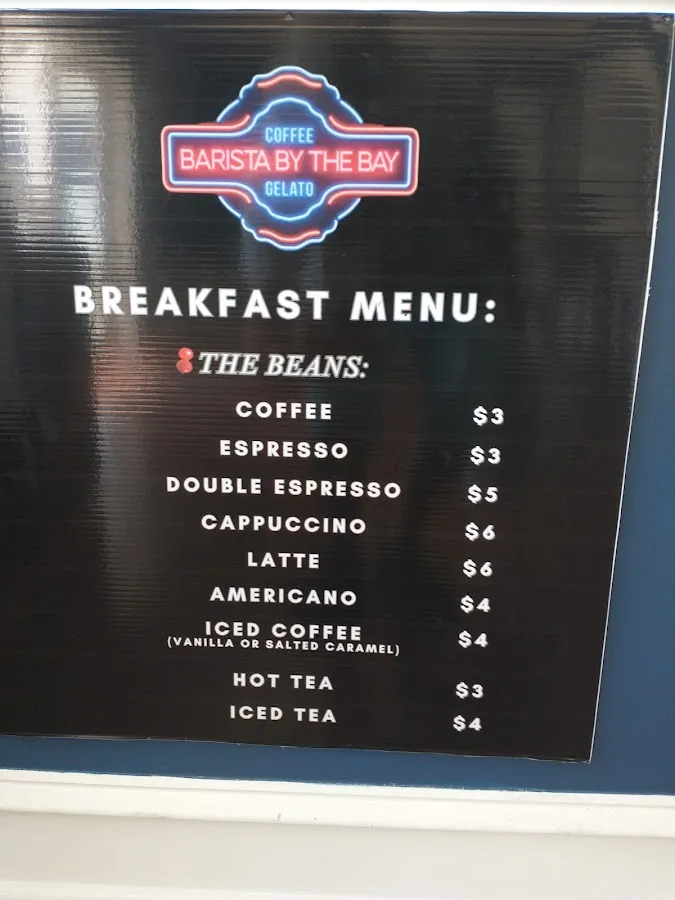 COFFEE
BARISTA BY THE BAY
GELATO
BREAKFAST MENU:
THE BEANS:
COFFEE $3
ESPRESSO $3
DOUBLE ESPRESSO $5
CAPPUCCINO $6
LATTE $6
AMERICANO $4
ICED COFFEE $4
(VANILLA OR SALTED CARAMEL)
HOT TEA $3
ICED TEA $4